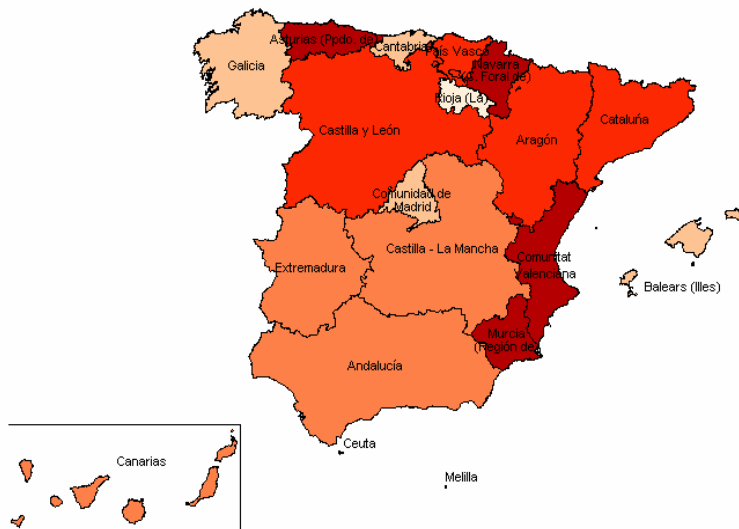 Asturias (Ppdo. de)
Cantabria
País Vasco
Galicia
Navarra
(C. Foral de)
Rioja (La)
Castilla y León
Cataluña
Aragón
Comunidad de
Madrid
Castilla - La Mancha
Extremadura
Comunitat
Valenciana
Balears (Illes)
Murcia
(Región de
Andalucía
Ceuta
Canarias
Melilla